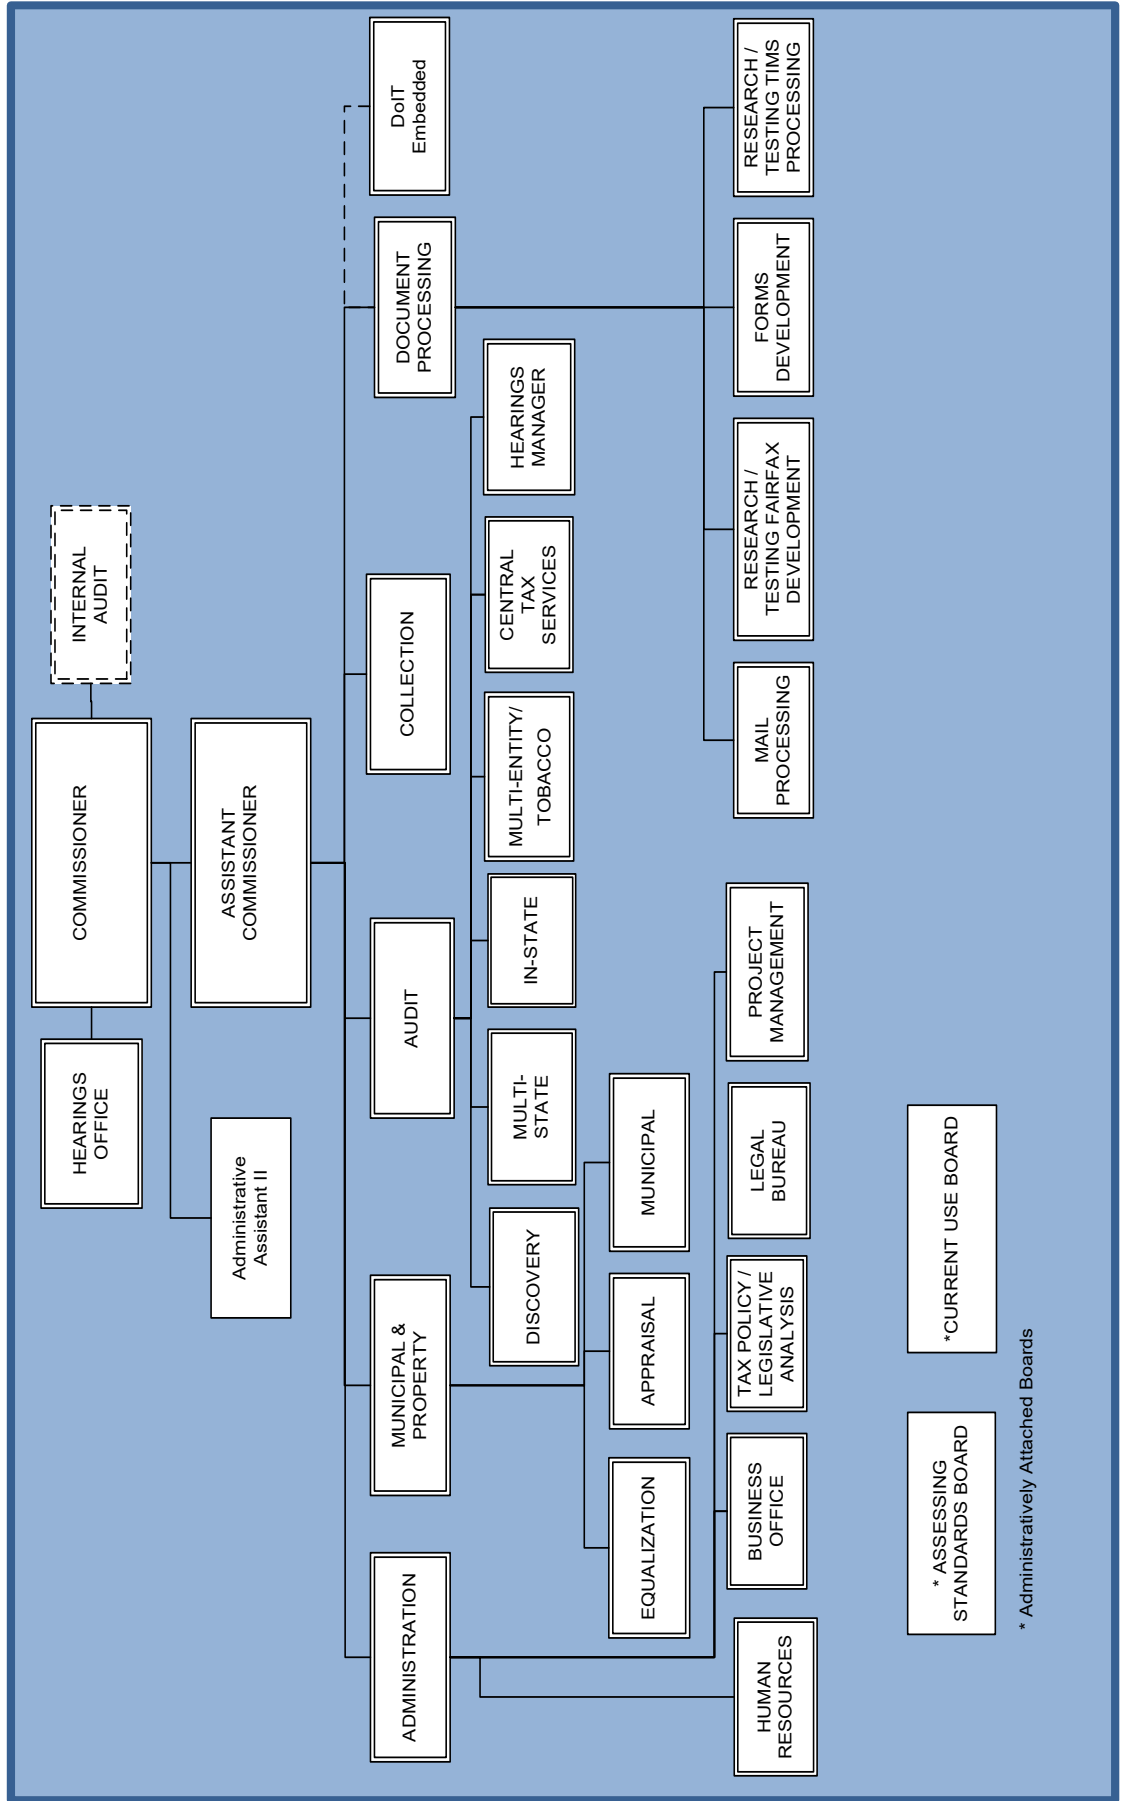 INTERNAL
AUDIT
COMMISSIONER
HEARINGS
OFFICE
ASSISTANT
COMMISSIONER
Administrative
Assistant II
ADMINISTRATION
MUNICIPAL &
PROPERTY
AUDIT
COLLECTION
DOCUMENT
PROCESSING
DoIT
Embedded
DISCOVERY
MULTI-
STATE
IN-STATE
MULTI-ENTITY/
TOBACCO
CENTRAL
TAX
SERVICES
HEARINGS
MANAGER
EQUALIZATION
APPRAISAL
MUNICIPAL
HUMAN
RESOURCES
BUSINESS
OFFICE
TAX POLICY /
LEGISLATIVE
ANALYSIS
LEGAL
BUREAU
PROJECT
MANAGEMENT
MAIL
PROCESSING
RESEARCH /
TESTING FAIRFAX
DEVELOPMENT
FORMS
DEVELOPMENT
RESEARCH /
TESTING TIMS
PROCESSING
* ASSESSING
STANDARDS BOARD
*CURRENT USE BOARD
* Administratively Attached Boards